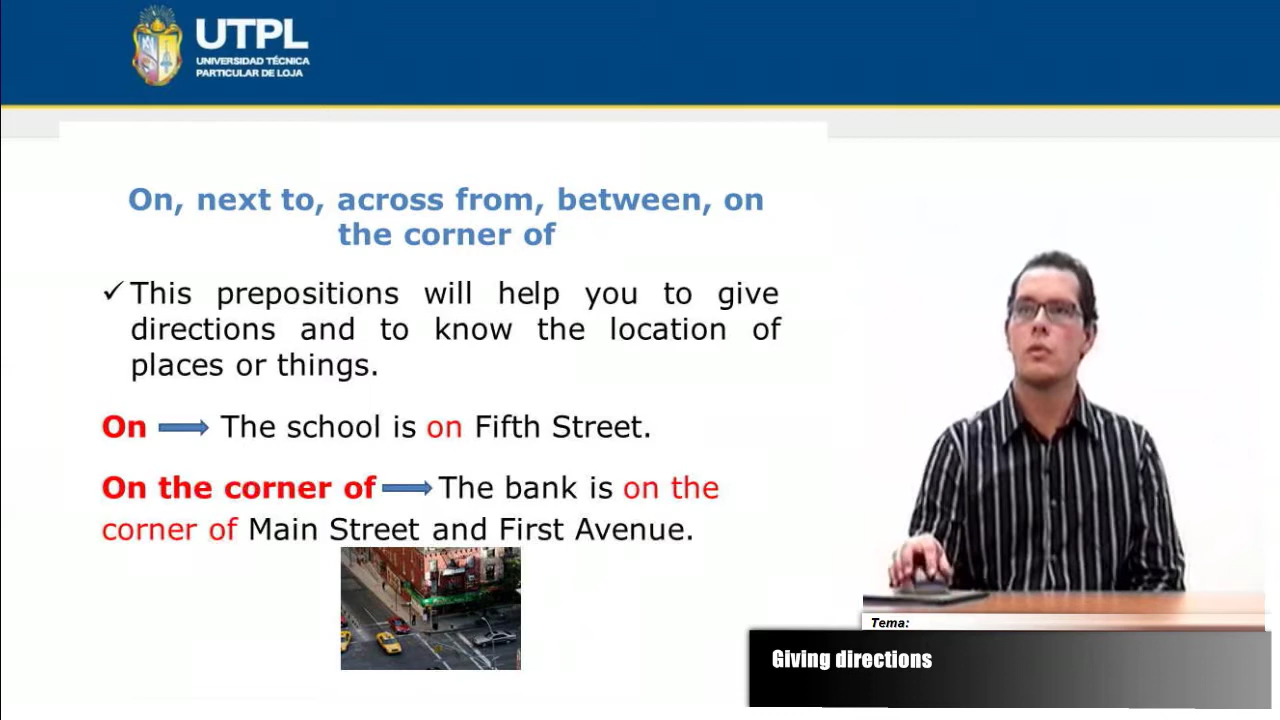 UTPL
UNIVERSIDAD TÉCNICA
PARTICULAR DE LOJA
On, next to, across from, between, on
the corner of
✓ This prepositions will help you to give
directions and to know the location of
places or things.
On The school is on Fifth Street.
On the corner of The bank is on the
corner of Main Street and First Avenue.
Tema:
Giving directions